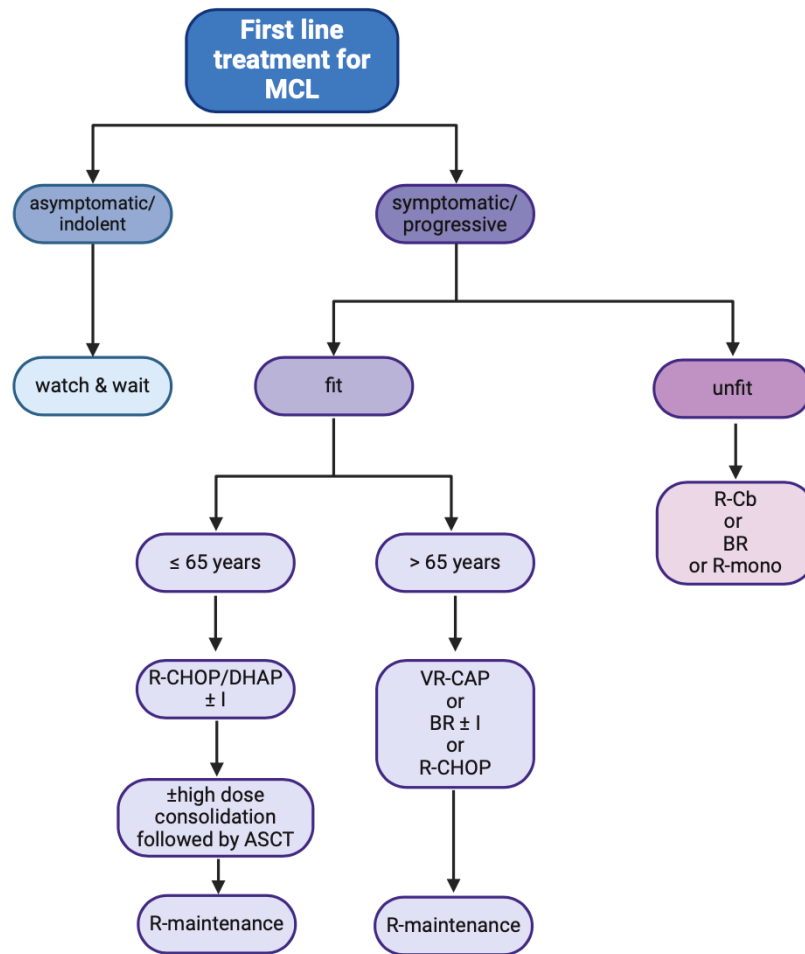 First line
treatment for
MCL
asymptomatic/
indolent
symptomatic/
progressive
watch & wait
fit
unfit
R-Cb
or
BR
or R-mono
≤ 65 years
> 65 years
R-CHOP/DHAP
± I
VR-CAP
or
BR ± I
or
R-CHOP
±high dose
consolidation
followed by ASCT
R-maintenance
R-maintenance